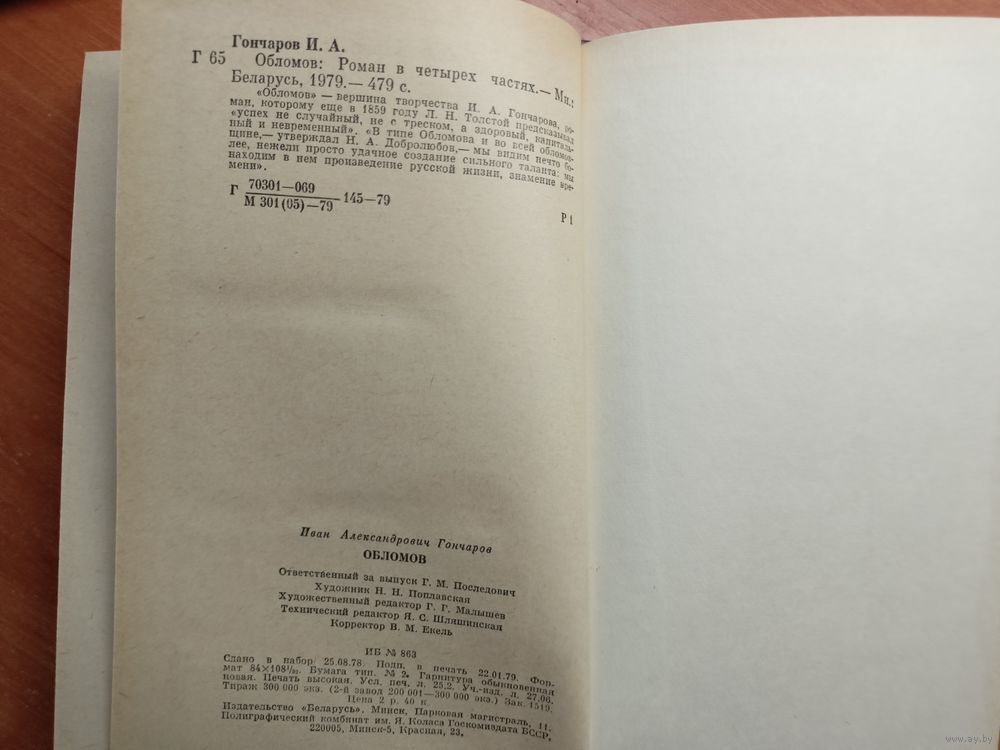 Гончаров И. А.
Г 65 Обломов: Роман в четырех частях.— Мн.:
Беларусь, 1979.— 479 с.
«Обломов» — вершина творчества И. А. Гончарова, ро-
ман, которому еще в 1859 году Л. Н. Толстой предсказывал
«успех не случайный, не с треском, а здоровый, капиталь-
ный и невременный». «В типе Обломова и во всей обломов-
щине,— утверждал Н. А. Добролюбов,— мы видим нечто бо-
лее, нежели просто удачное создание сильного таланта: мы
находим в нем произведение русской жизни, знамение вре-
мени».
70301—069
Г 145—79
М 301(05)—79
Р 1
Иван Александрович Гончаров
ОБЛОМОВ
Ответственный за выпуск Г. М. Последович
Художник Н. Н. Поплавская
Художественный редактор Г. Г. Малышев
Технический редактор Я. С. Шляшинская
Корректор В. М. Екель
ИБ № 863
Сдано в набор 25.08.78. Подп. в печать 22.01.79. Фор-
мат 84×108¹/₃₂. Бумага тип. № 2. Гарнитура обыкновенная
новая. Печать высокая. Усл. печ. л. 25,2. Уч.-изд. л. 27,06.
Тираж 300 000 экз. (2-й завод 200 001—300 000 экз.) Зак. 1519.
Цена 2 р. 40 к.
Издательство «Беларусь». Минск, Парковая магистраль, 11.
Полиграфический комбинат им. Я. Коласа Госкомиздата БССР,
220005, Минск-5, Красная, 23.
www.ay.by